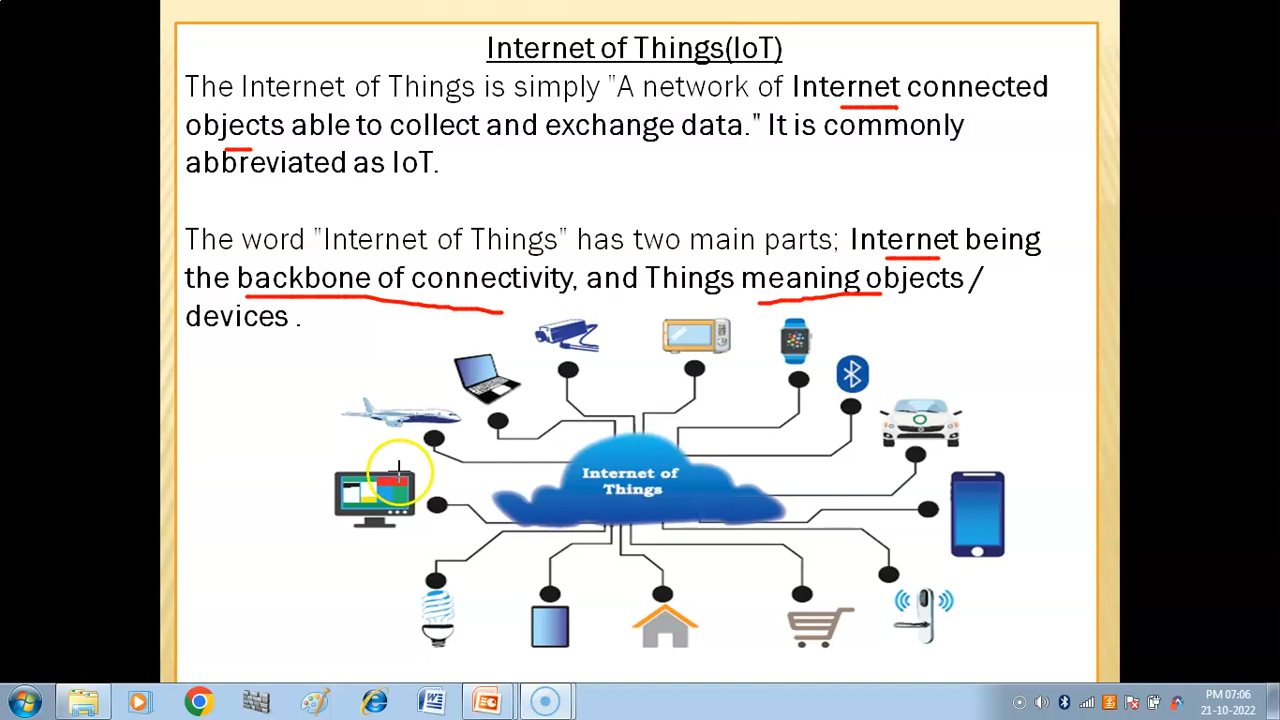 Internet of Things(IoT)
The Internet of Things is simply "A network of Internet connected
objects able to collect and exchange data." It is commonly
abbreviated as IoT.
The word "Internet of Things" has two main parts; Internet being
the backbone of connectivity, and Things meaning objects /
devices .
Internet of
Things
PM 07:06
21-10-2022